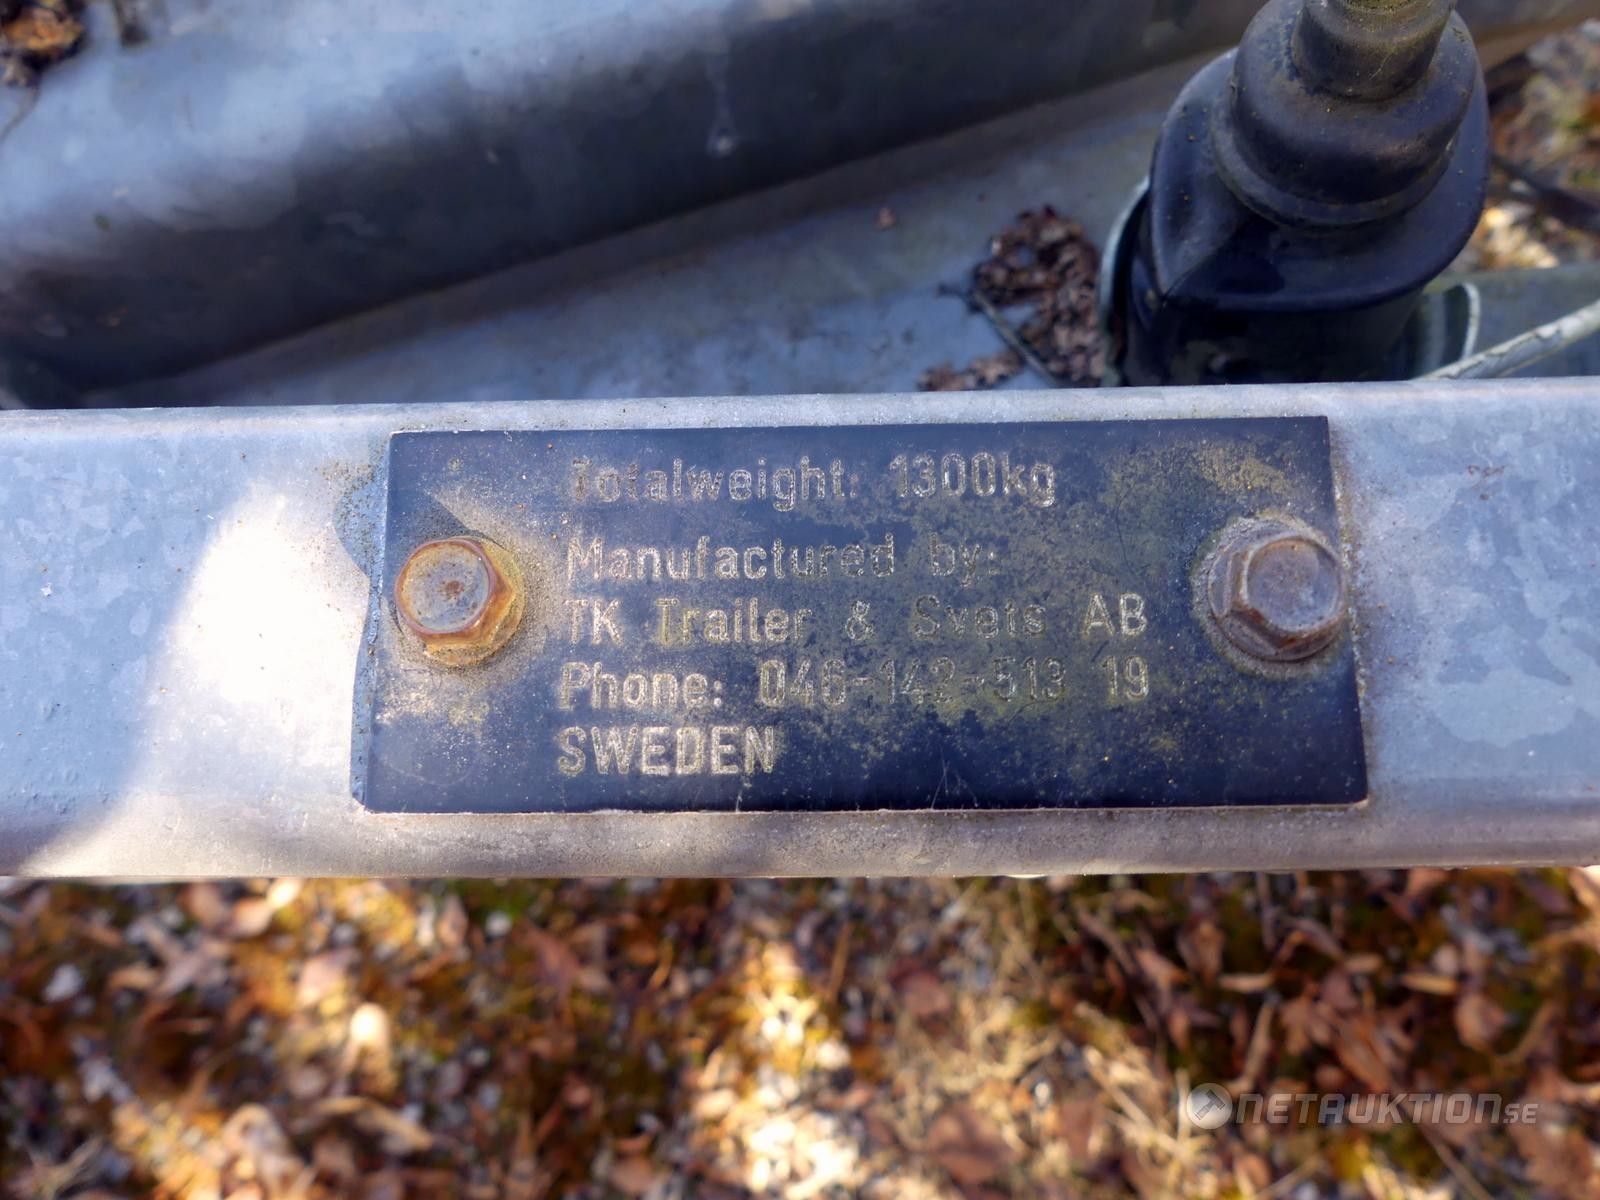 Totalweight: 1300kg
Manufactured by:
TK Trailer & Svets AB
Phone: 046-142-513 19
SWEDEN
NETAUKTION.SE